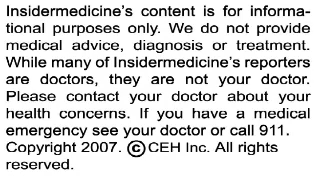 Insidermedicine's content is for informa-
tional purposes only. We do not provide
medical advice, diagnosis or treatment.
While many of Insidermedicine's reporters
are doctors, they are not your doctor.
Please contact your doctor about your
health concerns. If you have a medical
emergency see your doctor or call 911.
Copyright 2007. © CEH Inc. All rights
reserved.